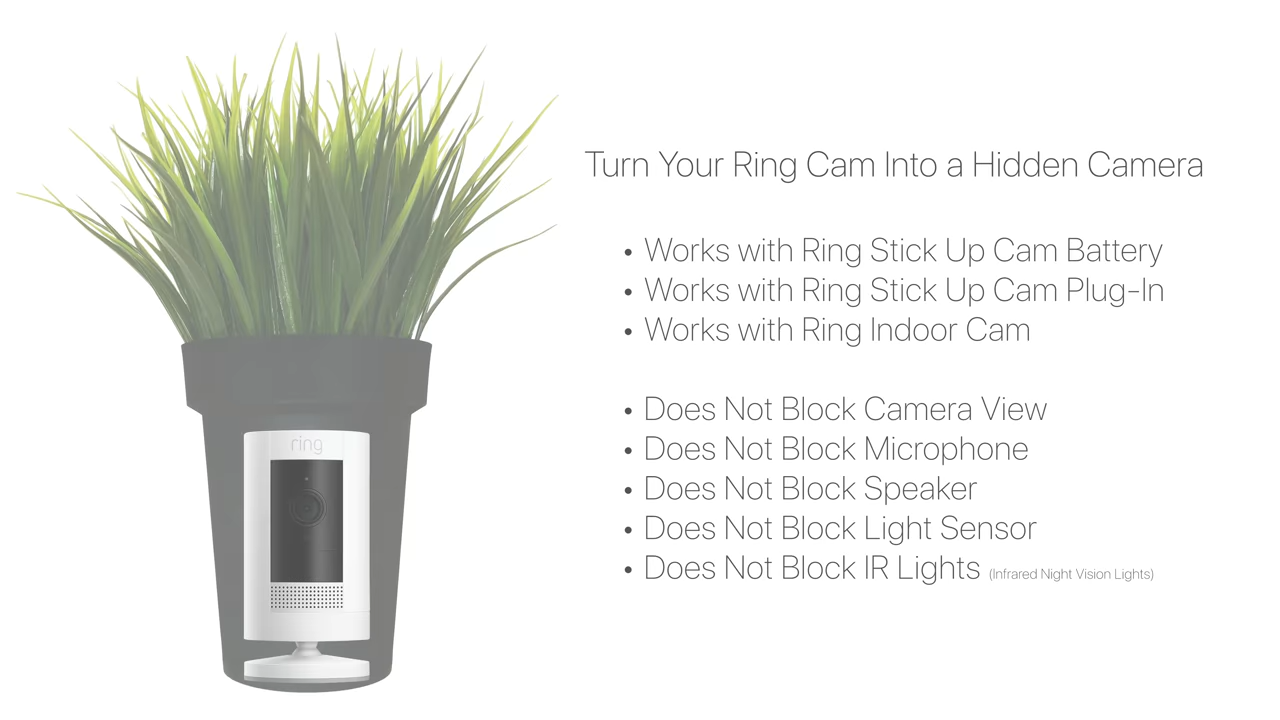 Turn Your Ring Cam Into a Hidden Camera
• Works with Ring Stick Up Cam Battery
• Works with Ring Stick Up Cam Plug-In
• Works with Ring Indoor Cam
• Does Not Block Camera View
• Does Not Block Microphone
• Does Not Block Speaker
• Does Not Block Light Sensor
• Does Not Block IR Lights (Infrared Night Vision Lights)
ring